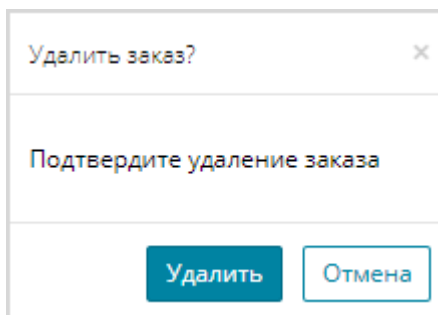 Удалить заказ?
×
Подтвердите удаление заказа
Удалить Отмена